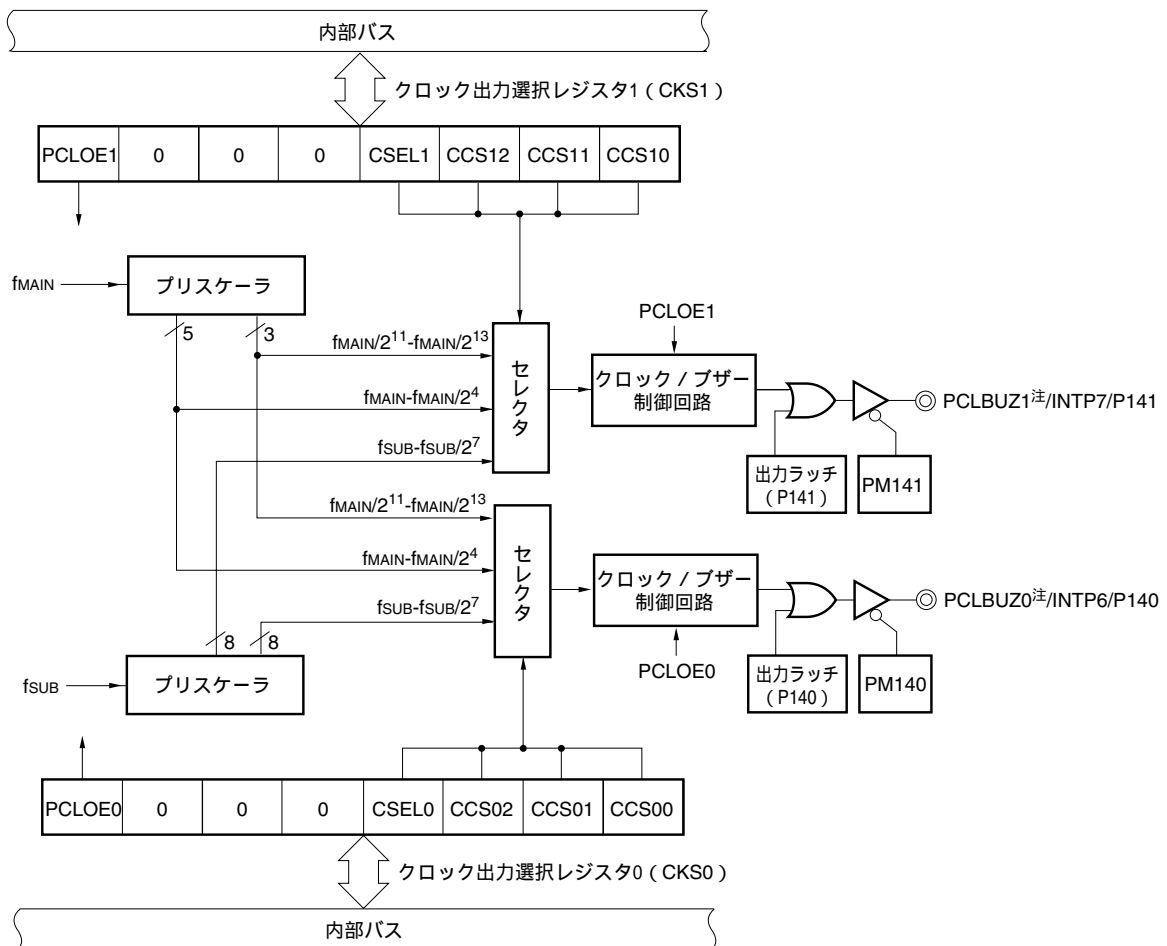 内部バス
クロック出力選択レジスタ1（CKS1）
PCLOE1 0 0 0 CSEL1 CCS12 CCS11 CCS10
fMAIN
プリスケーラ
5 3
PCLOE1
fMAIN/2¹¹-fMAIN/2¹³
fMAIN-fMAIN/2⁴
fSUB-fSUB/2⁷
セレクタ
クロック／ブザー
制御回路
PCLBUZ1注/INTP7/P141
出力ラッチ
（P141）
PM141
fMAIN/2¹¹-fMAIN/2¹³
fMAIN-fMAIN/2⁴
fSUB-fSUB/2⁷
セレクタ
クロック／ブザー
制御回路
PCLBUZ0注/INTP6/P140
8 8
PCLOE0
出力ラッチ
（P140）
PM140
fSUB
プリスケーラ
PCLOE0 0 0 0 CSEL0 CCS02 CCS01 CCS00
クロック出力選択レジスタ0（CKS0）
内部バス